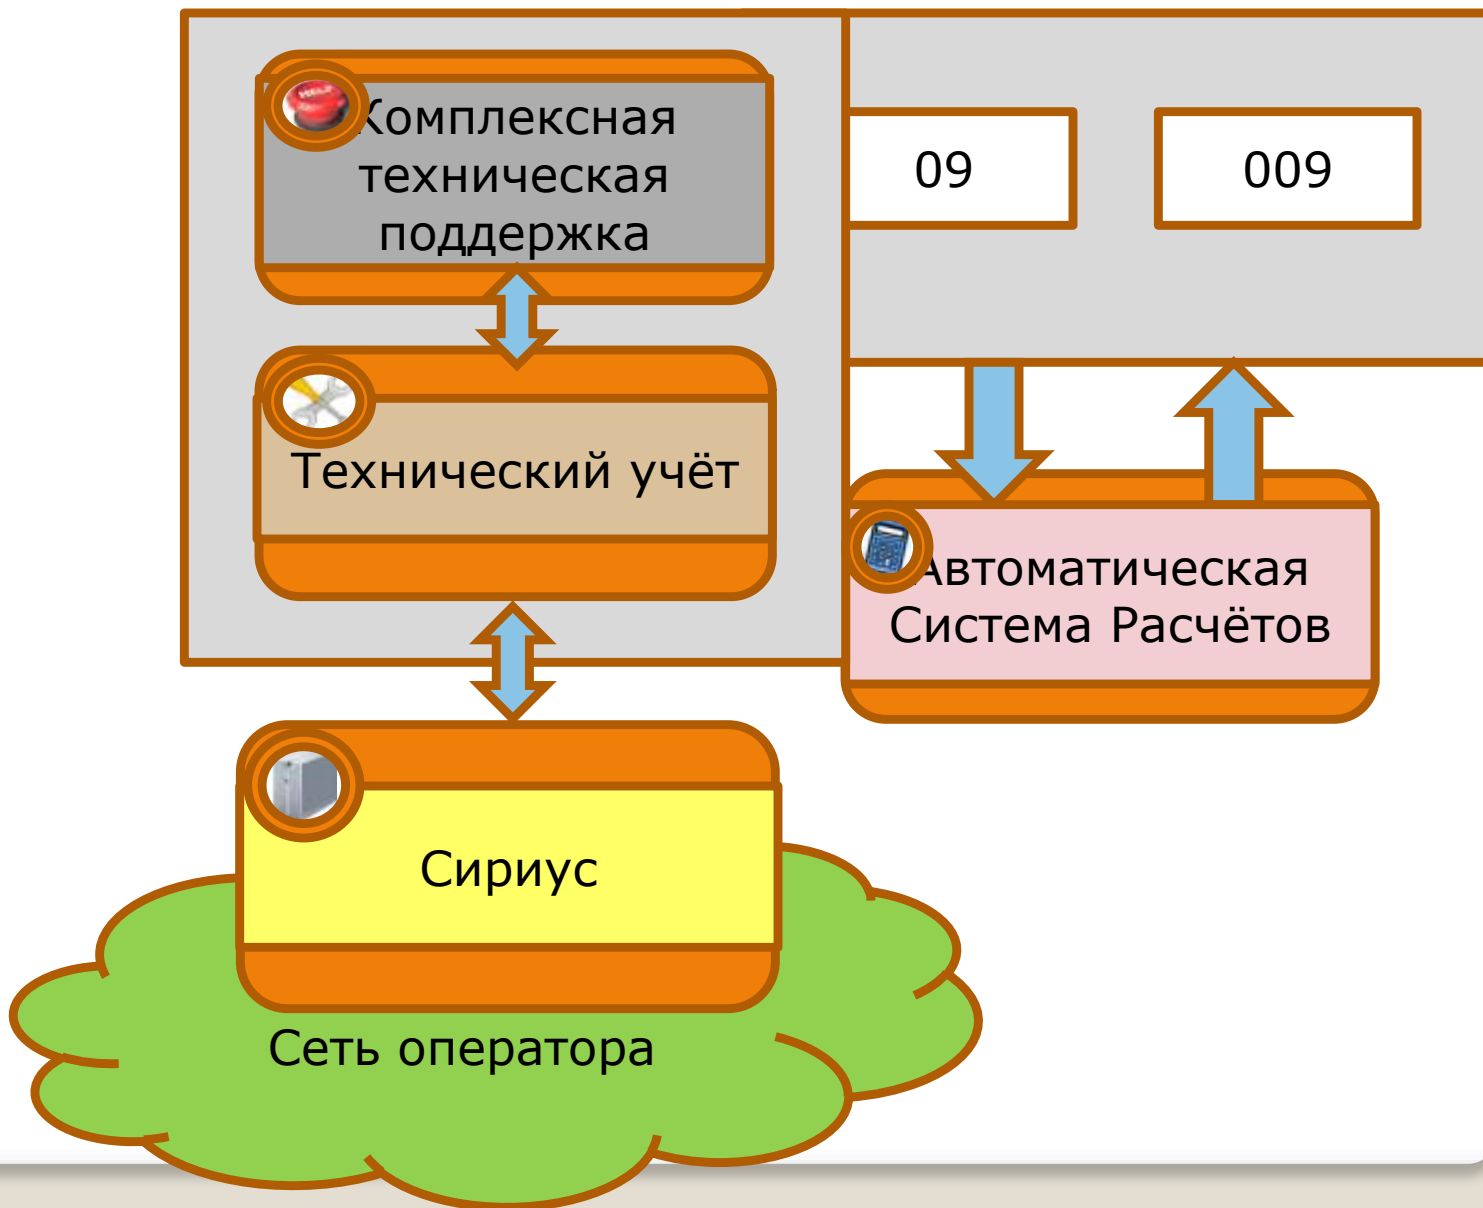 Комплексная
техническая
поддержка
09
009
Технический учёт
Автоматическая
Система Расчётов
Сириус
Сеть оператора